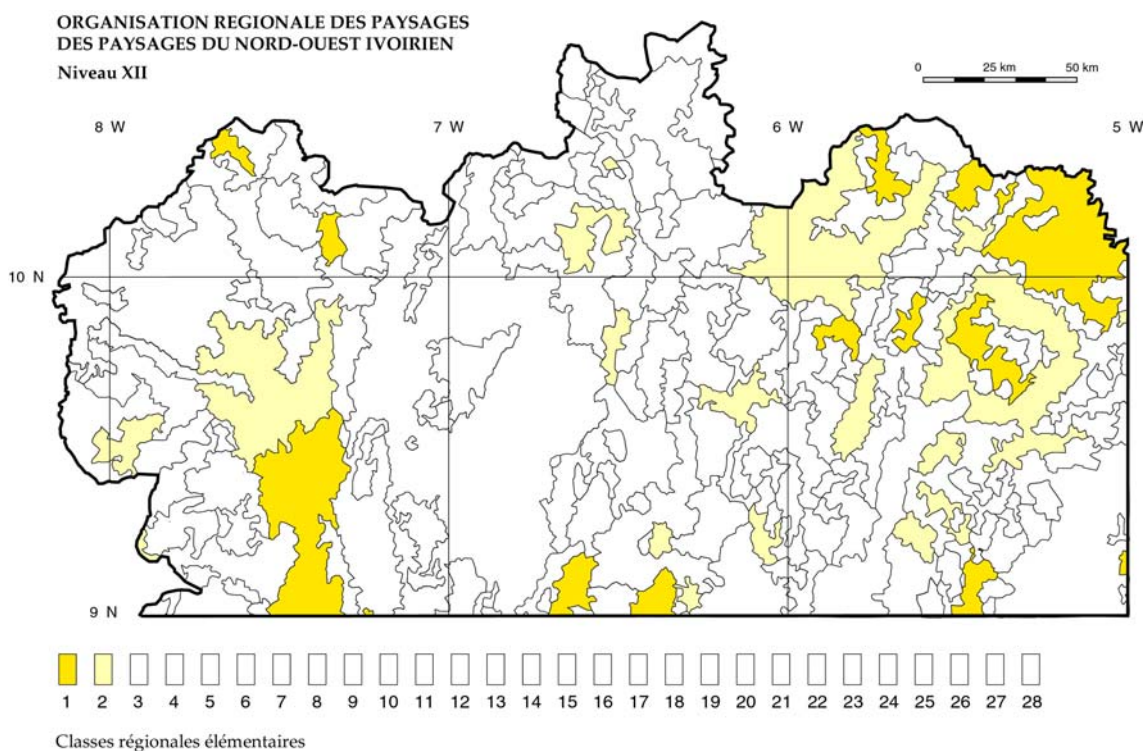 ORGANISATION REGIONALE DES PAYSAGES
DES PAYSAGES DU NORD-OUEST IVOIRIEN
Niveau XII
0 25 km 50 km
8 W 7 W 6 W 5 W
10 N
9 N
1 2 3 4 5 6 7 8 9 10 11 12 13 14 15 16 17 18 19 20 21 22 23 24 25 26 27 28
Classes régionales élémentaires